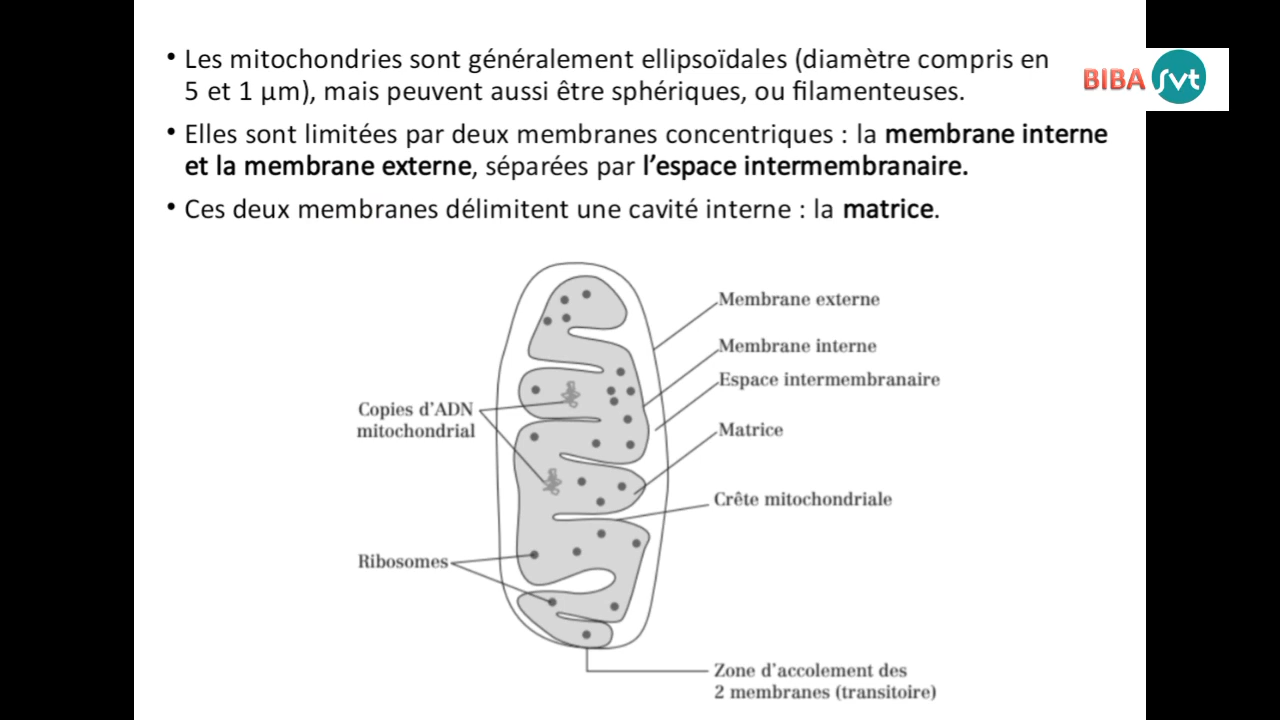 • Les mitochondries sont généralement ellipsoïdales (diamètre compris en
5 et 1 µm), mais peuvent aussi être sphériques, ou filamenteuses.
BIBA svt
• Elles sont limitées par deux membranes concentriques : la membrane interne
et la membrane externe, séparées par l’espace intermembranaire.
• Ces deux membranes délimitent une cavité interne : la matrice.
Membrane externe
Membrane interne
Espace intermembranaire
Copies d’ADN
mitochondrial
Matrice
Crête mitochondriale
Ribosomes
Zone d’accolement des
2 membranes (transitoire)